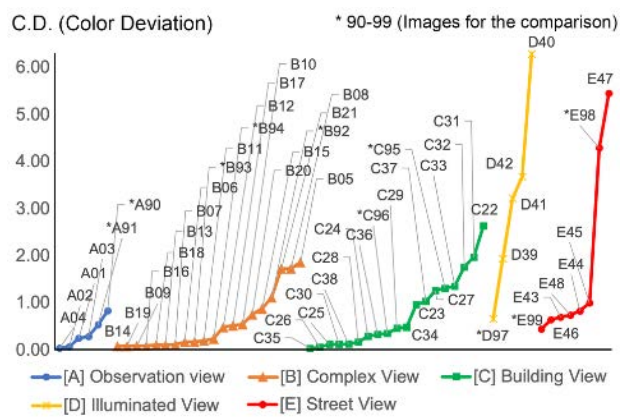 C.D. (Color Deviation)
* 90-99 (Images for the comparison)
6.00
5.00
4.00
3.00
2.00
1.00
0.00
A04
A02
A01
A03
*A91
*A90
B14
B19
B09
B16
B18
B13
B07
B06
*B93
B11
*B94
B12
B17
B10
B20
B15
*B92
B21
B08
B05
C35
C26
C25
C30
C38
C28
C24
C36
*C96
C29
C34
C37
C23
*C95
C33
C27
C32
C31
C22
*D97
D39
D41
D42
D40
*E99
E43
E48
E46
E44
E45
*E98
E47
[A] Observation view
[B] Complex View
[C] Building View
[D] Illuminated View
[E] Street View